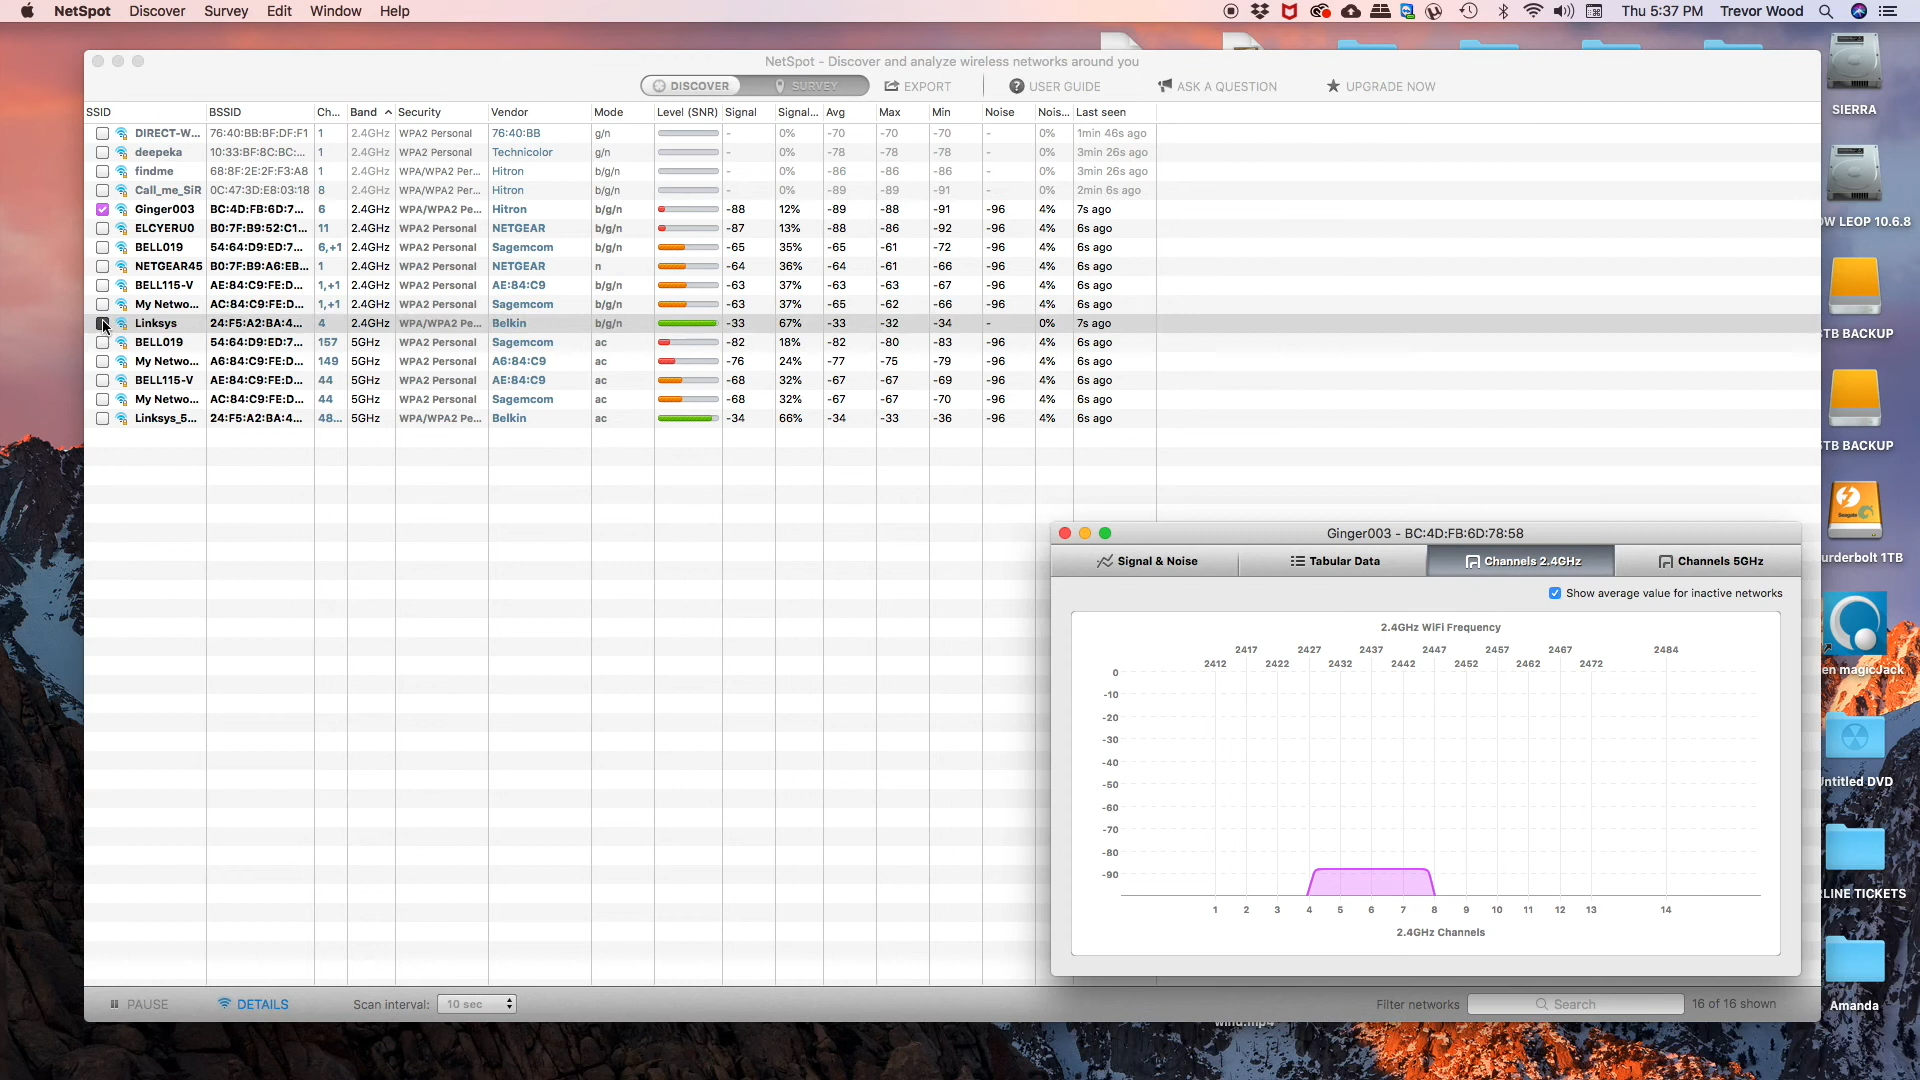 NetSpot Discover Survey Edit Window Help Thu 5:37 PM Trevor Wood
NetSpot - Discover and analyze wireless networks around you
DISCOVER SURVEY EXPORT USER GUIDE ASK A QUESTION UPGRADE NOW
SSID BSSID Ch... Band Security Vendor Mode Level (SNR) Signal Signal... Avg Max Min Noise Nois... Last seen
DIRECT-W... 76:40:BB:BF:DF:F1 1 2.4GHz WPA2 Personal 76:40:BB g/n - 0% -70 -70 -70 - 0% 1min 46s ago
deepeka 10:33:BF:8C:BC:... 1 2.4GHz WPA2 Personal Technicolor g/n - 0% -78 -78 -78 - 0% 3min 26s ago
findme 68:8F:2E:2F:F3:A8 1 2.4GHz WPA/WPA2 Per... Hitron b/g/n - 0% -86 -86 -86 - 0% 3min 26s ago
Call_me_SiR 0C:47:3D:E8:03:18 8 2.4GHz WPA/WPA2 Per... Hitron b/g/n - 0% -89 -89 -91 - 0% 2min 6s ago
Ginger003 BC:4D:FB:6D:7... 6 2.4GHz WPA/WPA2 Pe... Hitron b/g/n -88 12% -89 -88 -91 -96 4% 7s ago
ELCYERU0 B0:7F:B9:52:C1... 11 2.4GHz WPA2 Personal NETGEAR b/g/n -87 13% -88 -86 -92 -96 4% 6s ago
BELL019 54:64:D9:ED:7... 6,+1 2.4GHz WPA2 Personal Sagemcom b/g/n -65 35% -65 -61 -72 -96 4% 6s ago
NETGEAR45 B0:7F:B9:A6:EB... 1 2.4GHz WPA2 Personal NETGEAR n -64 36% -64 -61 -66 -96 4% 6s ago
BELL115-V AE:84:C9:FE:D... 1,+1 2.4GHz WPA2 Personal AE:84:C9 b/g/n -63 37% -63 -63 -67 -96 4% 6s ago
My Netwo... AC:84:C9:FE:D... 1,+1 2.4GHz WPA2 Personal Sagemcom b/g/n -63 37% -65 -62 -66 -96 4% 6s ago
Linksys 24:F5:A2:BA:4... 4 2.4GHz WPA/WPA2 Pe... Belkin b/g/n -33 67% -33 -32 -34 - 0% 7s ago
BELL019 54:64:D9:ED:7... 157 5GHz WPA2 Personal Sagemcom ac -82 18% -82 -80 -83 -96 4% 6s ago
My Netwo... A6:84:C9:FE:D... 149 5GHz WPA2 Personal A6:84:C9 ac -76 24% -77 -75 -79 -96 4% 6s ago
BELL115-V AE:84:C9:FE:D... 44 5GHz WPA2 Personal AE:84:C9 ac -68 32% -67 -67 -69 -96 4% 6s ago
My Netwo... AC:84:C9:FE:D... 44 5GHz WPA2 Personal Sagemcom ac -68 32% -67 -67 -70 -96 4% 6s ago
Linksys_5... 24:F5:A2:BA:4... 48... 5GHz WPA/WPA2 Pe... Belkin ac -34 66% -34 -33 -36 -96 4% 6s ago
Ginger003 - BC:4D:FB:6D:78:58
Signal & Noise Tabular Data Channels 2.4GHz Channels 5GHz
Show average value for inactive networks
2.4GHz WiFi Frequency
2417 2427 2437 2447 2457 2467 2484
2412 2422 2432 2442 2452 2462 2472
0
-10
-20
-30
-40
-50
-60
-70
-80
-90
1 2 3 4 5 6 7 8 9 10 11 12 13 14
2.4GHz Channels
PAUSE DETAILS Scan interval: 10 sec Filter networks Search 16 of 16 shown
wind.mp4
SIERRA
OW LEOP 10.6.8
TB BACKUP
TB BACKUP
Seagate
urderbolt 1TB
en magicJack
Untitled DVD
RLINE TICKETS
Amanda